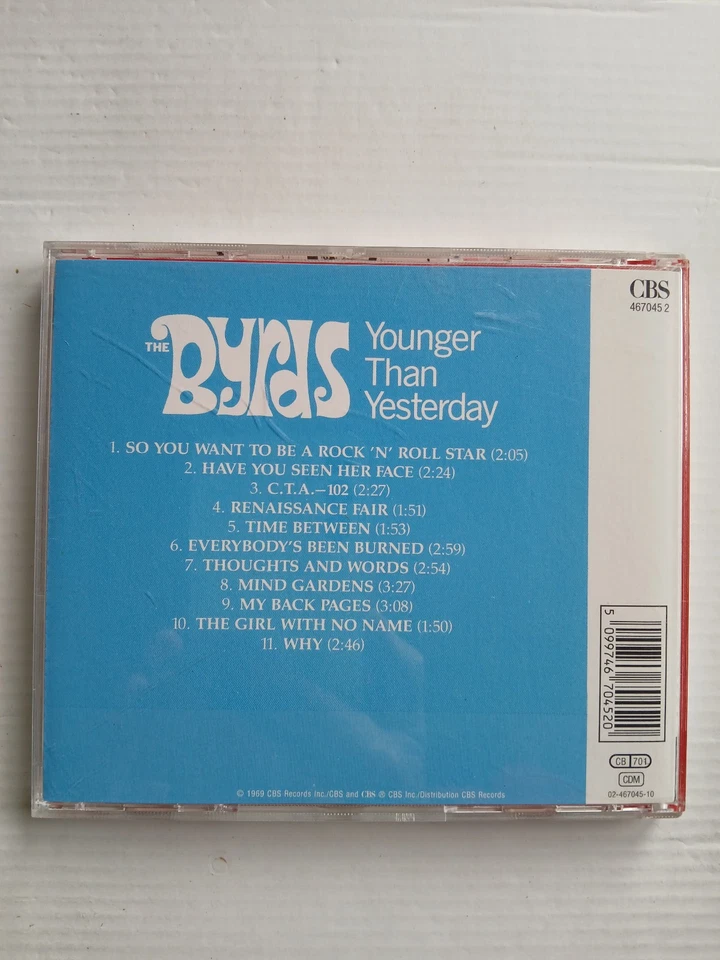 THE BYRDS
Younger
Than
Yesterday
1. SO YOU WANT TO BE A ROCK 'N' ROLL STAR (2:05)
2. HAVE YOU SEEN HER FACE (2:24)
3. C.T.A.–102 (2:27)
4. RENAISSANCE FAIR (1:51)
5. TIME BETWEEN (1:53)
6. EVERYBODY'S BEEN BURNED (2:59)
7. THOUGHTS AND WORDS (2:54)
8. MIND GARDENS (3:27)
9. MY BACK PAGES (3:08)
10. THE GIRL WITH NO NAME (1:50)
11. WHY (2:46)
CBS
467045 2
5 099746 704520
CB 701
CDM
02-467045-10
© 1969 CBS Records Inc./CBS and CBS ® CBS Inc./Distribution CBS Records